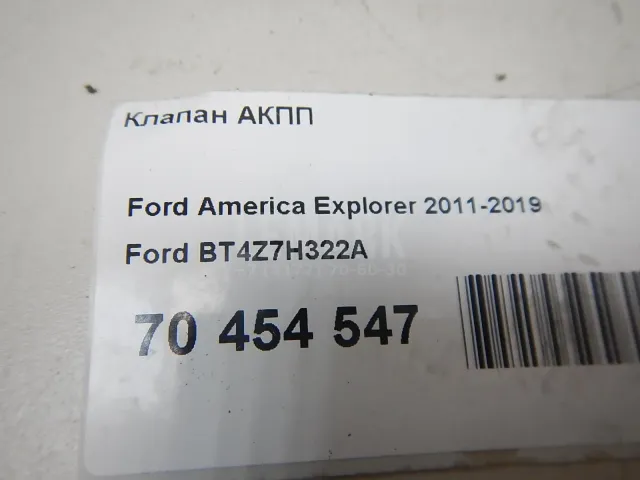 Клапан АКПП
Ford America Explorer 2011-2019
Ford BT4Z7H322A
70 454 547